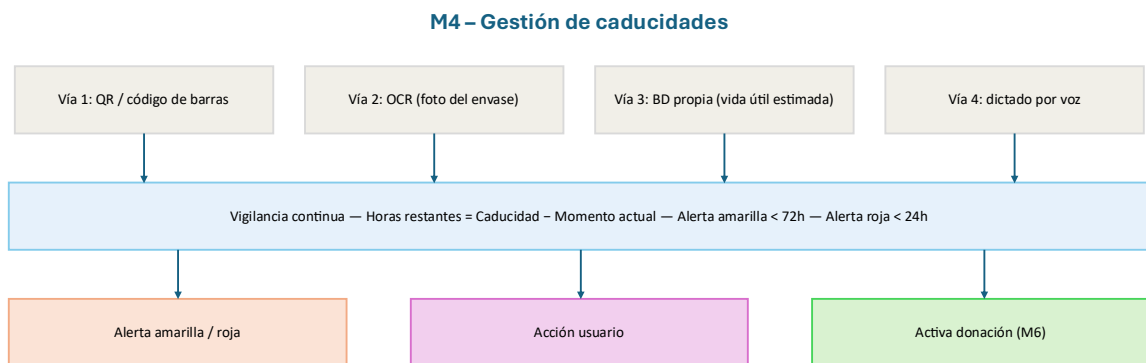 M4 – Gestión de caducidades
Vía 1: QR / código de barras
Vía 2: OCR (foto del envase)
Vía 3: BD propia (vida útil estimada)
Vía 4: dictado por voz
Vigilancia continua — Horas restantes = Caducidad − Momento actual — Alerta amarilla < 72h — Alerta roja < 24h
Alerta amarilla / roja
Acción usuario
Activa donación (M6)